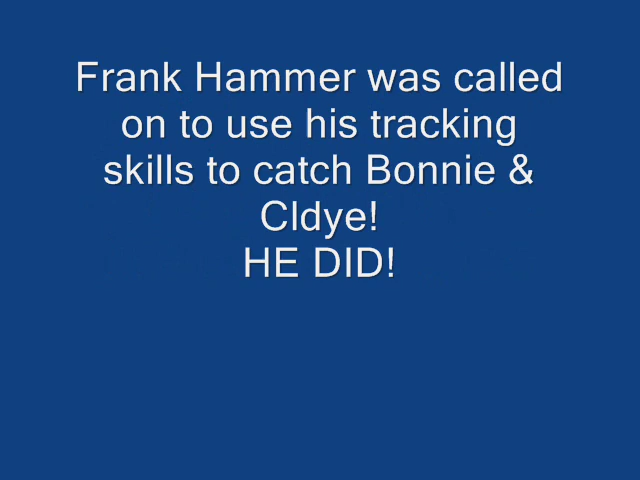 Frank Hammer was called
on to use his tracking
skills to catch Bonnie &
Cldye!
HE DID!